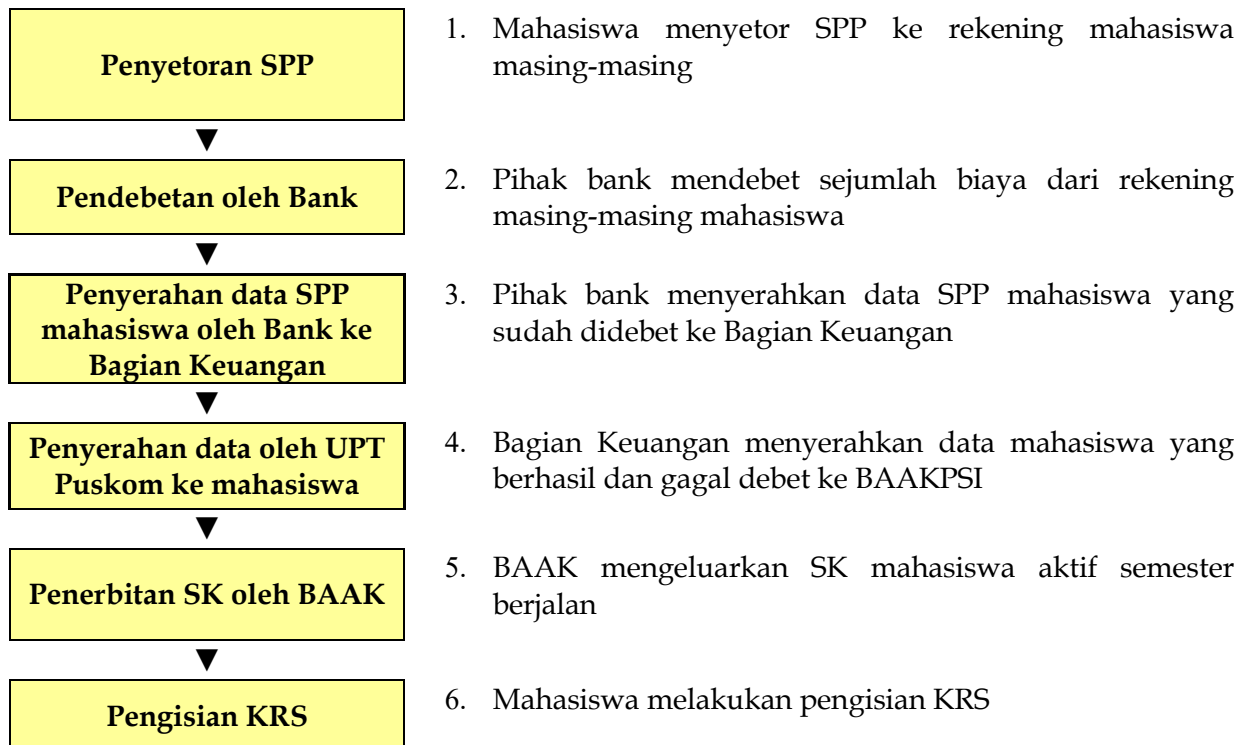 Penyetoran SPP
1. Mahasiswa menyetor SPP ke rekening mahasiswa
masing-masing
▼
Pendebetan oleh Bank
2. Pihak bank mendebet sejumlah biaya dari rekening
masing-masing mahasiswa
▼
Penyerahan data SPP
mahasiswa oleh Bank ke
Bagian Keuangan
3. Pihak bank menyerahkan data SPP mahasiswa yang
sudah didebet ke Bagian Keuangan
▼
Penyerahan data oleh UPT
Puskom ke mahasiswa
4. Bagian Keuangan menyerahkan data mahasiswa yang
berhasil dan gagal debet ke BAAKPSI
▼
Penerbitan SK oleh BAAK
5. BAAK mengeluarkan SK mahasiswa aktif semester
berjalan
▼
Pengisian KRS
6. Mahasiswa melakukan pengisian KRS